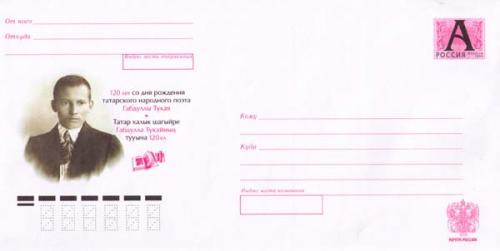 От кого
Откуда
Индекс места отправления
120 лет со дня рождения
татарского народного поэта
Габдуллы Тукая
Татар халык шагыйре
Габдулла Тукайның
тууына 120 ел
А
РОССИЯ
Кому
Куда
Индекс места назначения
ПОЧТА РОССИИ